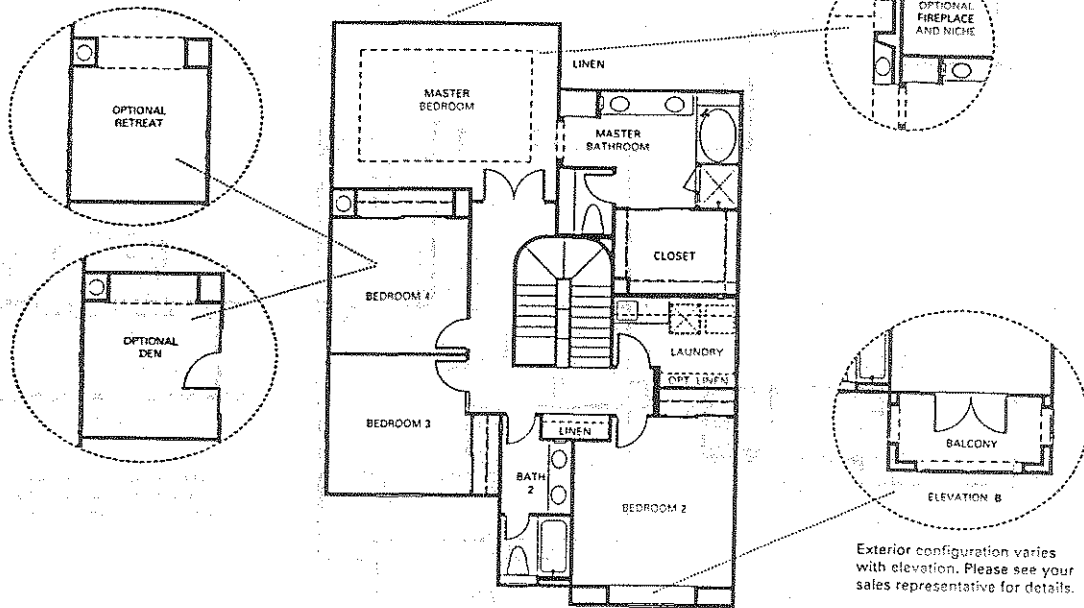 OPTIONAL
FIREPLACE
AND NICHE
LINEN
OPTIONAL
RETREAT
MASTER
BEDROOM
MASTER
BATHROOM
CLOSET
BEDROOM 4
OPTIONAL
DEN
LAUNDRY
OPT. LINEN
BEDROOM 3
LINEN
BATH
2
BEDROOM 2
BALCONY
ELEVATION B
Exterior configuration varies
with elevation. Please see your
sales representative for details.